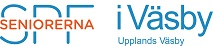 SPF
SENIORERNA
i Väsby
Upplands Väsby